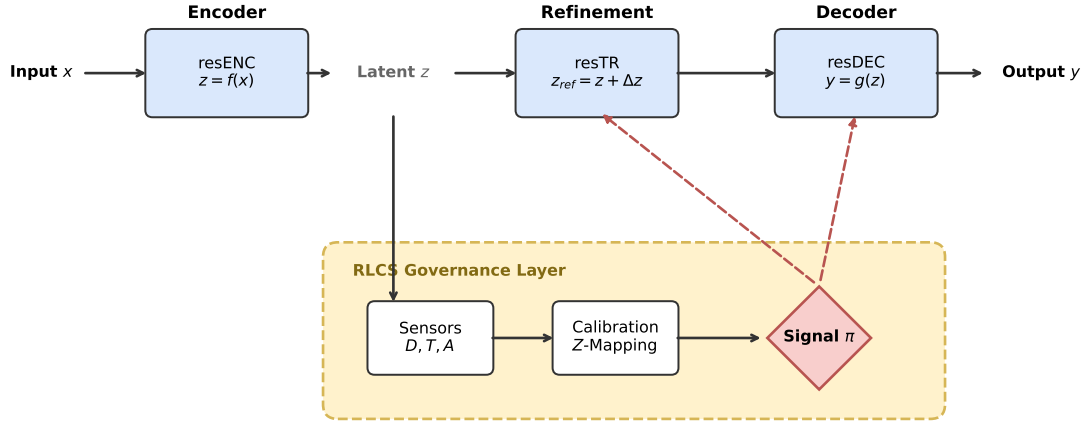 Encoder
Refinement
Decoder
Input x
resENC
z = f(x)
Latent z
resTR
z_ref = z + Δz
resDEC
y = g(z)
Output y
RLCS Governance Layer
Sensors
D, T, A
Calibration
Z-Mapping
Signal π